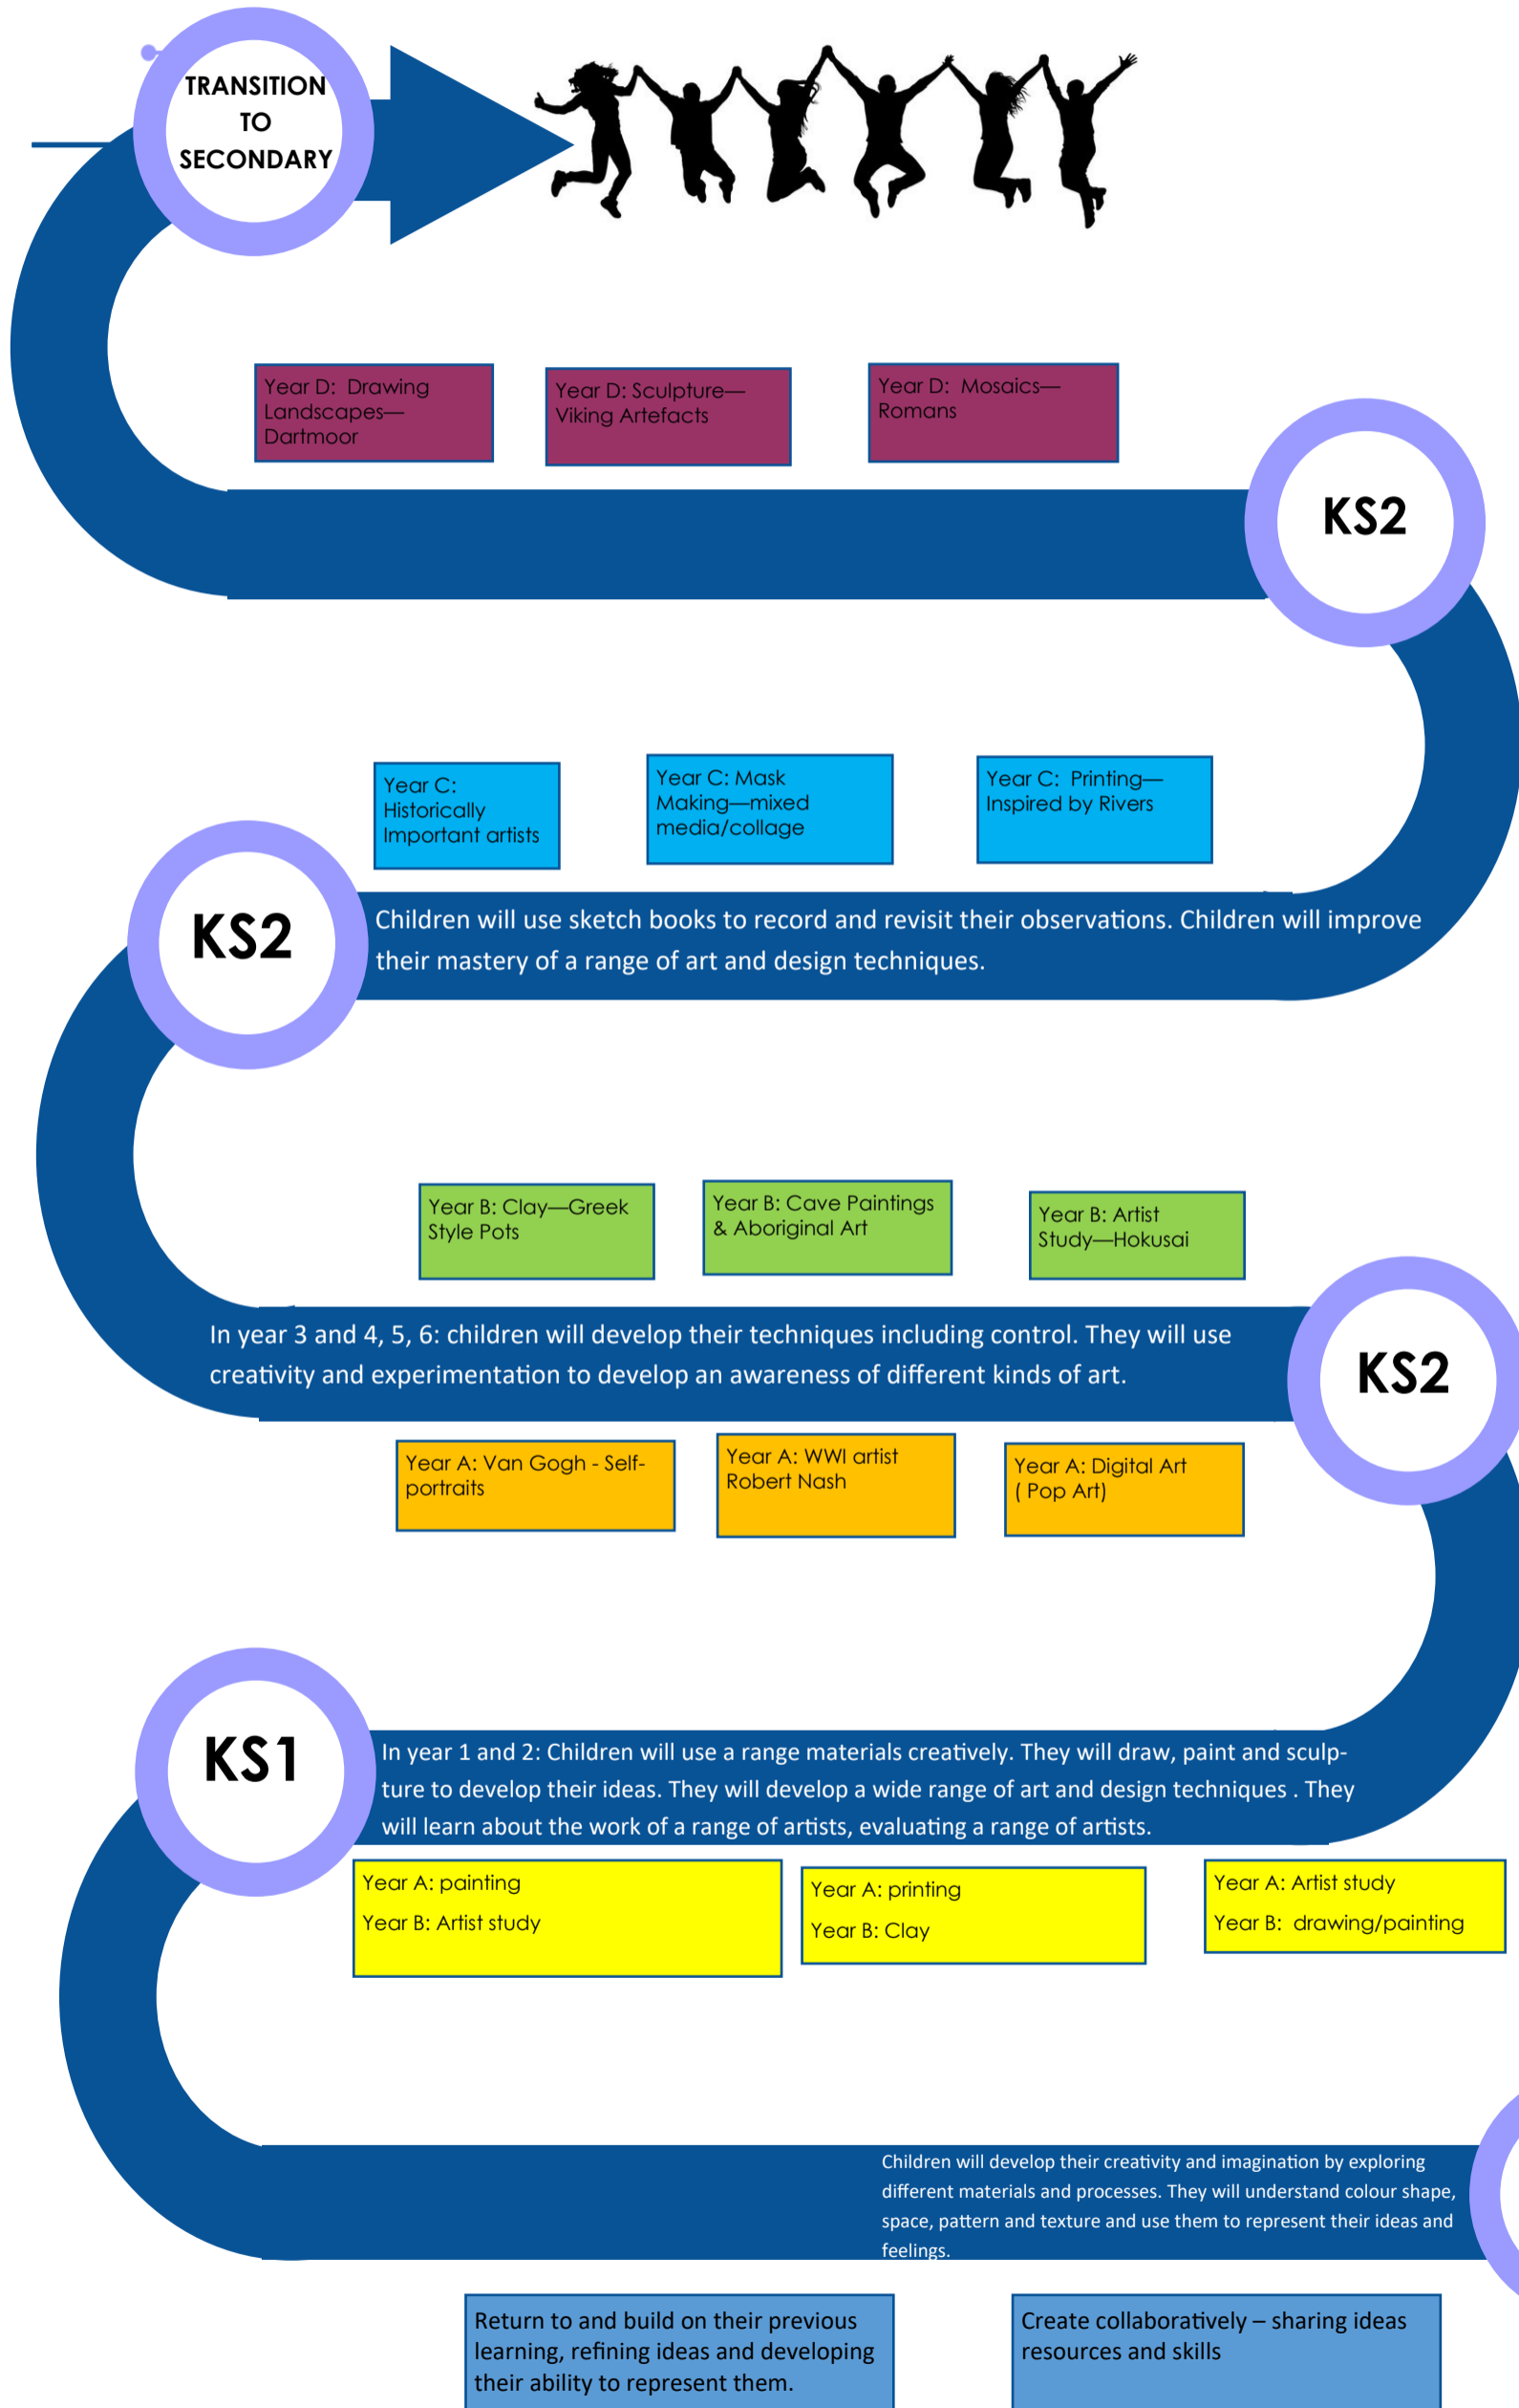 TRANSITION
TO
SECONDARY
Year D:  Drawing
Landscapes—
Dartmoor
Year D: Sculpture—
Viking Artefacts
Year D:  Mosaics—
Romans
KS2
Year C:
Historically
Important artists
Year C: Mask
Making—mixed
media/collage
Year C:  Printing—
Inspired by Rivers
KS2
Children will use sketch books to record and revisit their observations. Children will improve
their mastery of a range of art and design techniques.
Year B: Clay—Greek
Style Pots
Year B: Cave Paintings
& Aboriginal Art
Year B: Artist
Study—Hokusai
In year 3 and 4, 5, 6: children will develop their techniques including control. They will use
creativity and experimentation to develop an awareness of different kinds of art.
KS2
Year A: Van Gogh - Self-
portraits
Year A: WWI artist
Robert Nash
Year A: Digital Art
( Pop Art)
KS1
In year 1 and 2: Children will use a range materials creatively. They will draw, paint and sculp-
ture to develop their ideas. They will develop a wide range of art and design techniques . They
will learn about the work of a range of artists, evaluating a range of artists.
Year A: painting
Year B: Artist study
Year A: printing
Year B: Clay
Year A: Artist study
Year B:  drawing/painting
Children will develop their creativity and imagination by exploring
different materials and processes. They will understand colour shape,
space, pattern and texture and use them to represent their ideas and
feelings.
Return to and build on their previous
learning, refining ideas and developing
their ability to represent them.
Create collaboratively – sharing ideas
resources and skills